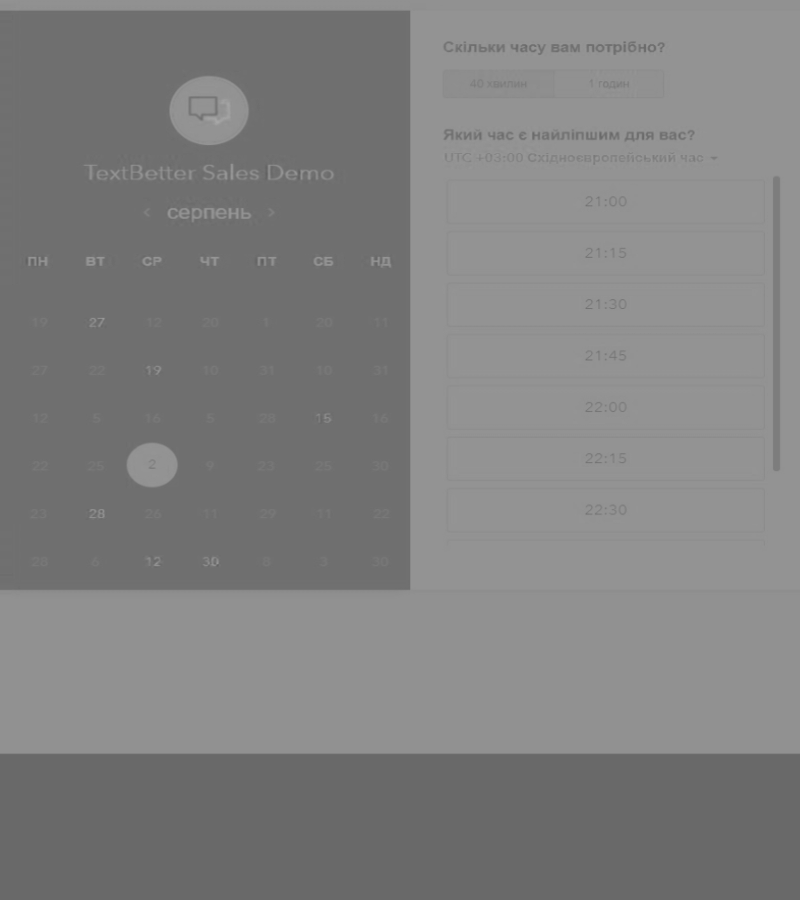 TextBetter Sales Demo
‹ серпень ›
ПН ВТ СР ЧТ ПТ СБ НД
19 27 12 20 1 20 11
27 22 19 10 31 10 31
12 5 16 5 28 15 16
22 25 2 9 23 25 30
23 28 26 11 29 11 22
28 6 12 30 6 3 30
Скільки часу вам потрібно?
40 хвилин 1 годин
Який час є найліпшим для вас?
UTC +03:00 Східноєвропейський час
21:00
21:15
21:30
21:45
22:00
22:15
22:30